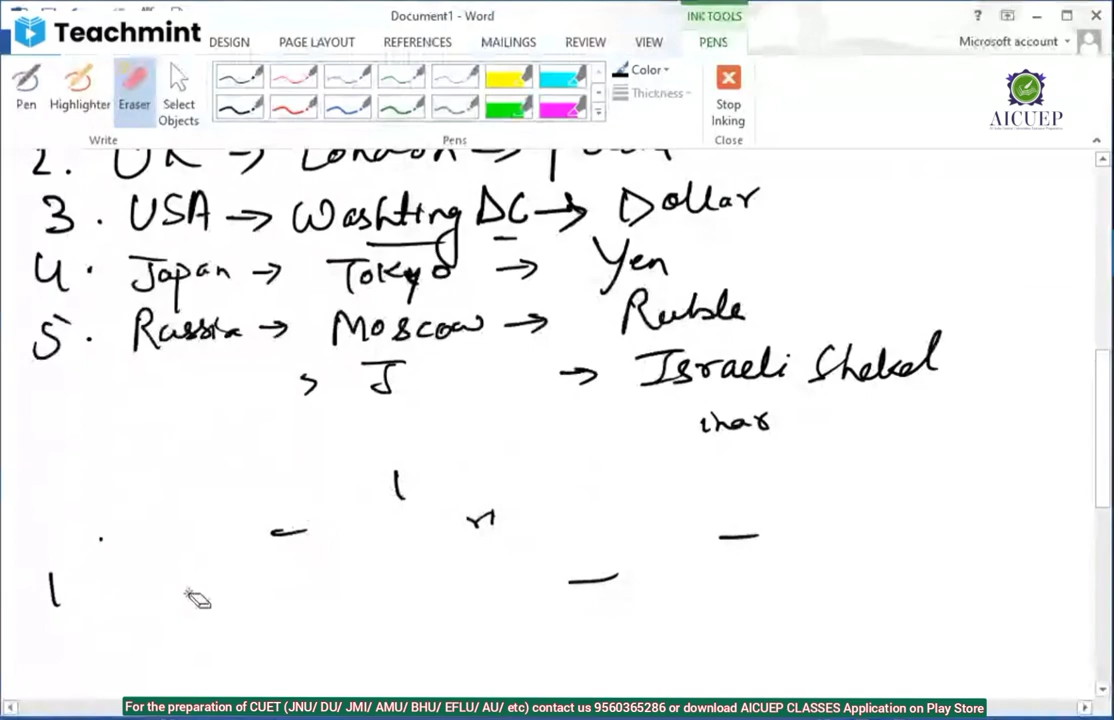 Document1 - Word
INK TOOLS
Teachmint
DESIGN PAGE LAYOUT REFERENCES MAILINGS REVIEW VIEW PENS
Microsoft account
Pen Highlighter Eraser Select Objects
Color
Thickness
Stop Inking
Write Pens Close
AICUEP
2. UK → London →
3. USA → Washting DC → Dollar
4. Japan → Tokyo → Yen
5. Russia → Moscow → Ruble
J → Israeli Shekel
For the preparation of CUET (JNU/ DU/ JMI/ AMU/ BHU/ EFLU/ AU/ etc) contact us 9560365286 or download AICUEP CLASSES Application on Play Store